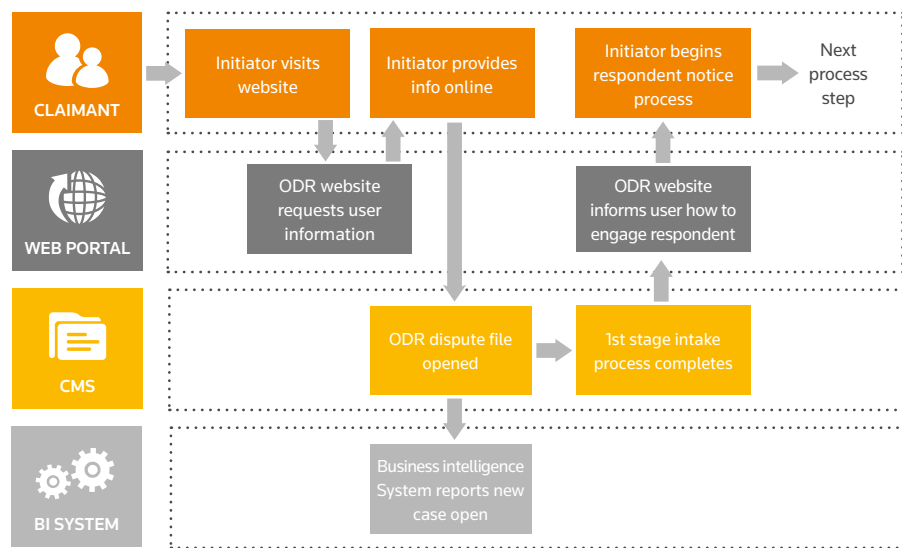 CLAIMANT
Initiator visits
website
Initiator provides
info online
Initiator begins
respondent notice
process
Next
process
step
WEB PORTAL
ODR website
requests user
information
ODR website
informs user how to
engage respondent
CMS
ODR dispute file
opened
1st stage intake
process completes
BI SYSTEM
Business intelligence
System reports new
case open